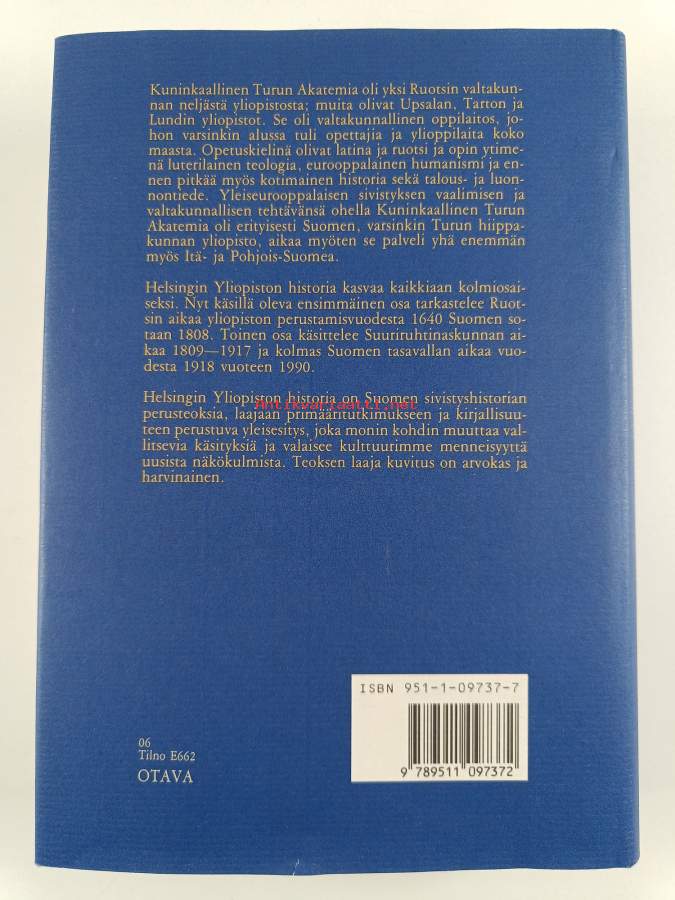 Kuninkaallinen Turun Akatemia oli yksi Ruotsin valtakun-
nan neljästä yliopistosta; muita olivat Upsalan, Tarton ja
Lundin yliopistot. Se oli valtakunnallinen oppilaitos, jo-
hon varsinkin alussa tuli opettajia ja ylioppilaita koko
maasta. Opetuskielinä olivat latina ja ruotsi ja opin ytime-
nä luterilainen teologia, eurooppalainen humanismi ja en-
nen pitkää myös kotimainen historia sekä talous- ja luon-
nontiede. Yleiseurooppalaisen sivistyksen vaalimisen ja
valtakunnallisen tehtävänsä ohella Kuninkaallinen Turun
Akatemia oli erityisesti Suomen, varsinkin Turun hiippa-
kunnan yliopisto, aikaa myöten se palveli yhä enemmän
myös Itä- ja Pohjois-Suomea.
Helsingin Yliopiston historia kasvaa kaikkiaan kolmiosai-
seksi. Nyt käsillä oleva ensimmäinen osa tarkastelee Ruot-
sin aikaa yliopiston perustamisvuodesta 1640 Suomen so-
taan 1808. Toinen osa käsittelee Suuriruhtinaskunnan ai-
kaa 1809—1917 ja kolmas Suomen tasavallan aikaa vuo-
desta 1918 vuoteen 1990.
Helsingin Yliopiston historia on Suomen sivistyshistorian
Antikvariaatti.net
perusteoksia, laajaan primääritutkimukseen ja kirjallisuu-
teen perustuva yleisesitys, joka monin kohdin muuttaa val-
litsevia käsityksiä ja valaisee kulttuurimme menneisyyttä
uusista näkökulmista. Teoksen laaja kuvitus on arvokas ja
harvinainen.
ISBN 951-1-09737-7
9 789511 097372
06
Tilno E662
OTAVA